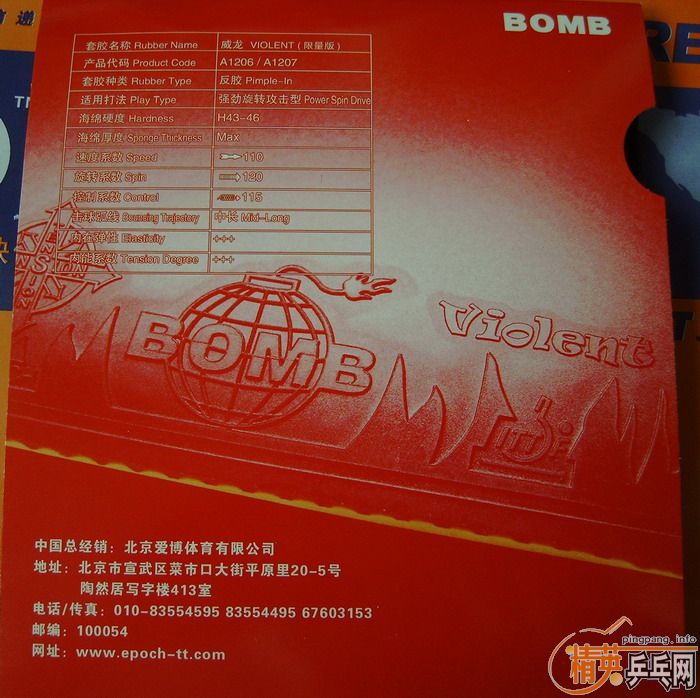 BOMB
套胶名称 Rubber Name 威龙 VIOLENT (限量版)
产品代码 Product Code A1206 / A1207
套胶种类 Rubber Type 反胶 Pimple-In
适用打法 Play Type 强劲旋转攻击型 Power Spin Drive
海绵硬度 Hardness H43-46
海绵厚度 Sponge Thickness Max
速度系数 Speed 110
旋转系数 Spin 120
控制系数 Control 115
击球弧线 Bouncing Trajectory 中长 Mid-Long
内在弹性 Elasticity +++
内能系数 Tension Degree +++
BOMB
Violent
中国总经销：北京爱博体育有限公司
地址：北京市宣武区菜市口大街平原里20-5号
陶然居写字楼413室
电话/传真：010-83554595 83554495 67603153
邮编：100054
网址：www.epoch-tt.com
pingpang.info
精英乒乓网